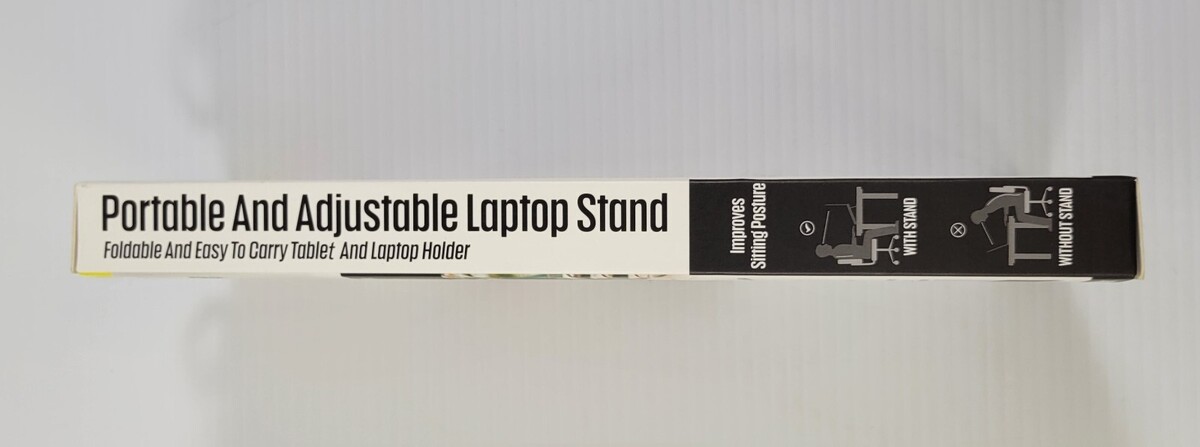 Portable And Adjustable Laptop Stand
Foldable And Easy To Carry Tablet And Laptop Holder
Improves
Sitting Posture
WITH STAND
WITHOUT STAND